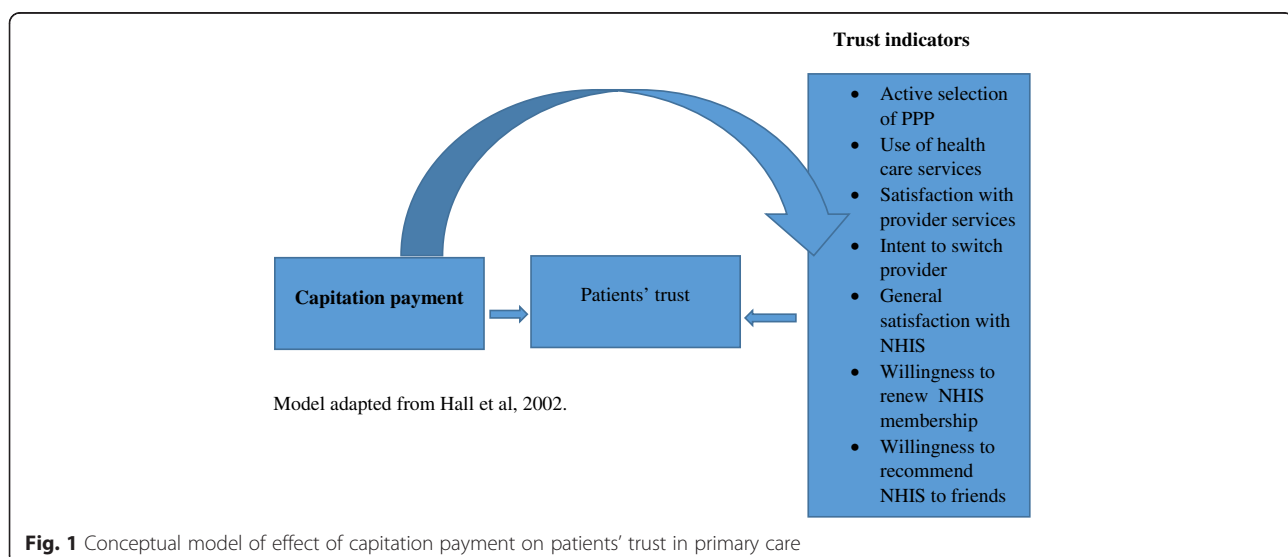 Trust indicators
• Active selection
of PPP
• Use of health
care services
• Satisfaction with
provider services
• Intent to switch
provider
• General
satisfaction with
NHIS
• Willingness to
renew NHIS
membership
• Willingness to
recommend
NHIS to friends
Capitation payment
Patients’ trust
Model adapted from Hall et al, 2002.
Fig. 1 Conceptual model of effect of capitation payment on patients’ trust in primary care